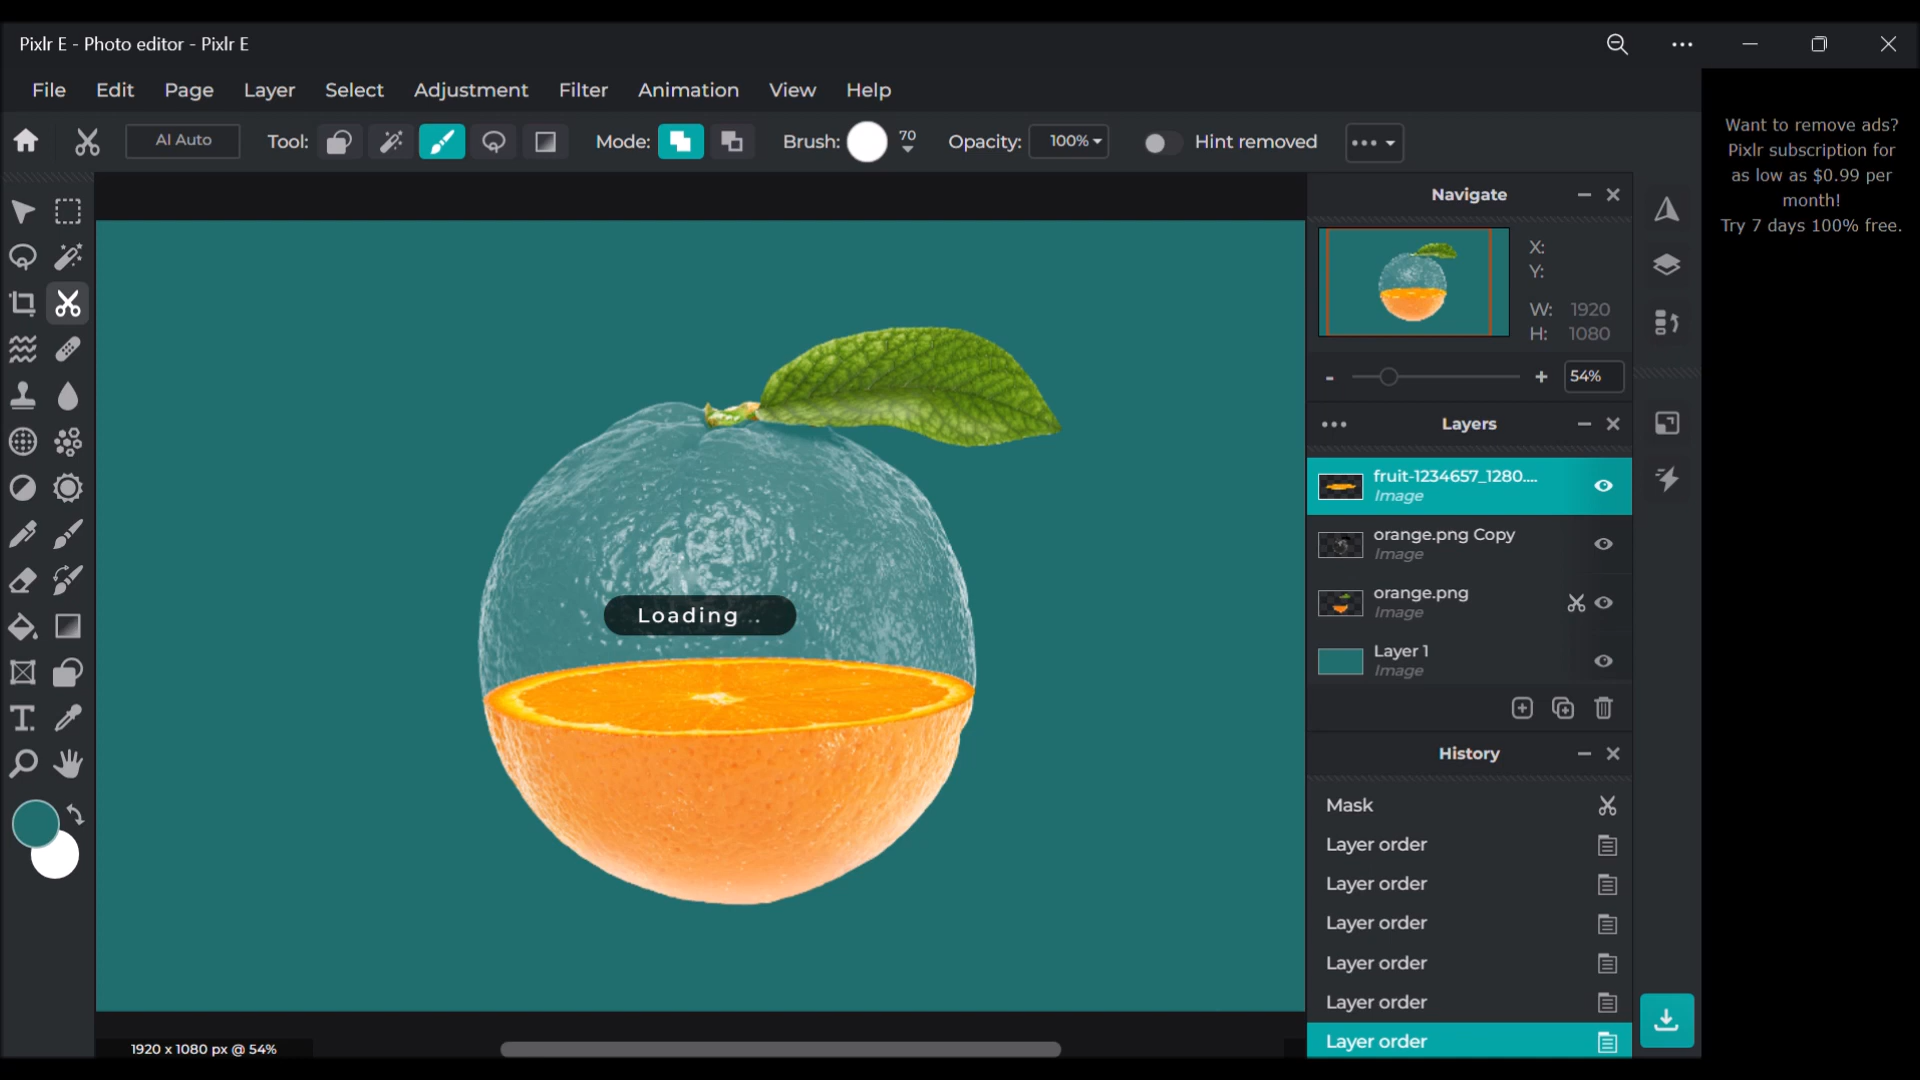 Pixlr E - Photo editor - Pixlr E
File Edit Page Layer Select Adjustment Filter Animation View Help
AI Auto Tool: Mode: Brush: 70 Opacity: 100% Hint removed
Want to remove ads?
Pixlr subscription for
as low as $0.99 per
month!
Try 7 days 100% free.
Navigate
X:
Y:
W: 1920
H: 1080
- + 54%
Layers
fruit-1234657_1280....
Image
orange.png Copy
Image
orange.png
Image
Layer 1
Image
Loading ..
History
Mask
Layer order
Layer order
Layer order
Layer order
Layer order
Layer order
1920 x 1080 px @ 54%